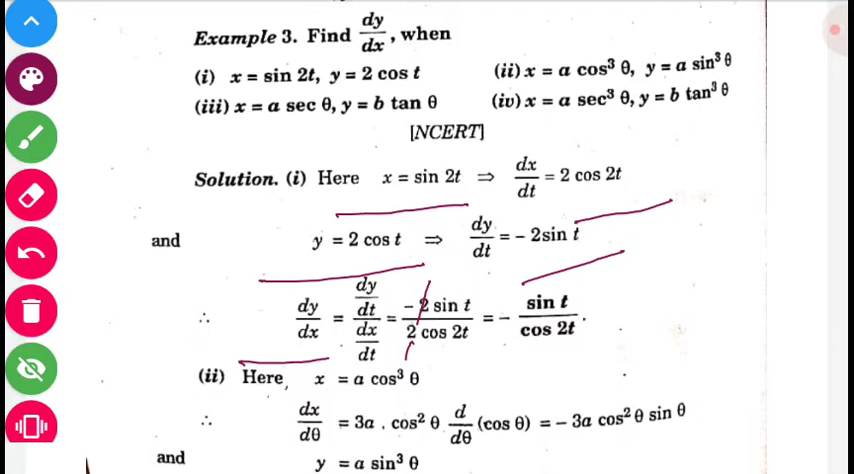 Example 3. Find dy/dx, when
(i) x = sin 2t, y = 2 cos t (ii) x = a cos³ θ, y = a sin³ θ
(iii) x = a sec θ, y = b tan θ (iv) x = a sec³ θ, y = b tan³ θ
[NCERT]
Solution. (i) Here x = sin 2t ⇒ dx/dt = 2 cos 2t
and y = 2 cos t ⇒ dy/dt = – 2sin t
∴ dy/dx = (dy/dt)/(dx/dt) = (– 2 sin t)/(2 cos 2t) = – (sin t)/(cos 2t).
(ii) Here, x = a cos³ θ
∴ dx/dθ = 3a . cos² θ d/dθ (cos θ) = – 3a cos² θ sin θ
and y = a sin³ θ